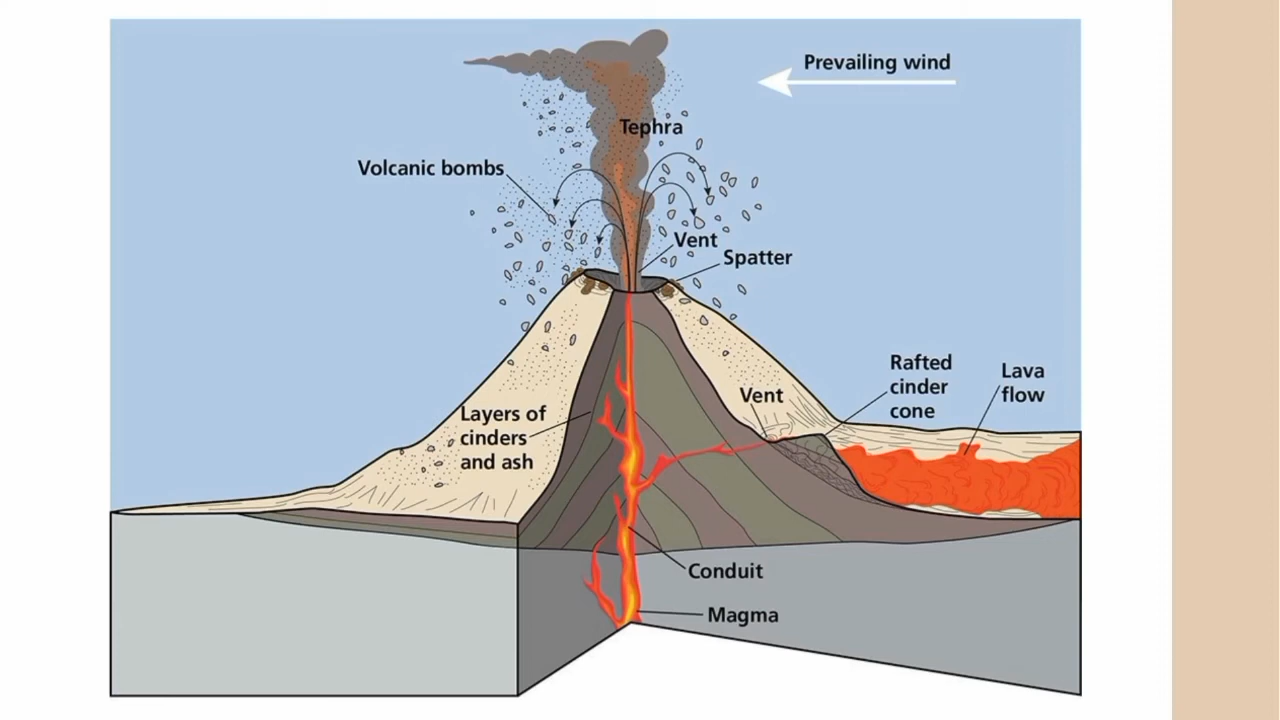 Prevailing wind
Tephra
Volcanic bombs
Vent
Spatter
Rafted
cinder
cone
Lava
flow
Vent
Layers of
cinders
and ash
Conduit
Magma